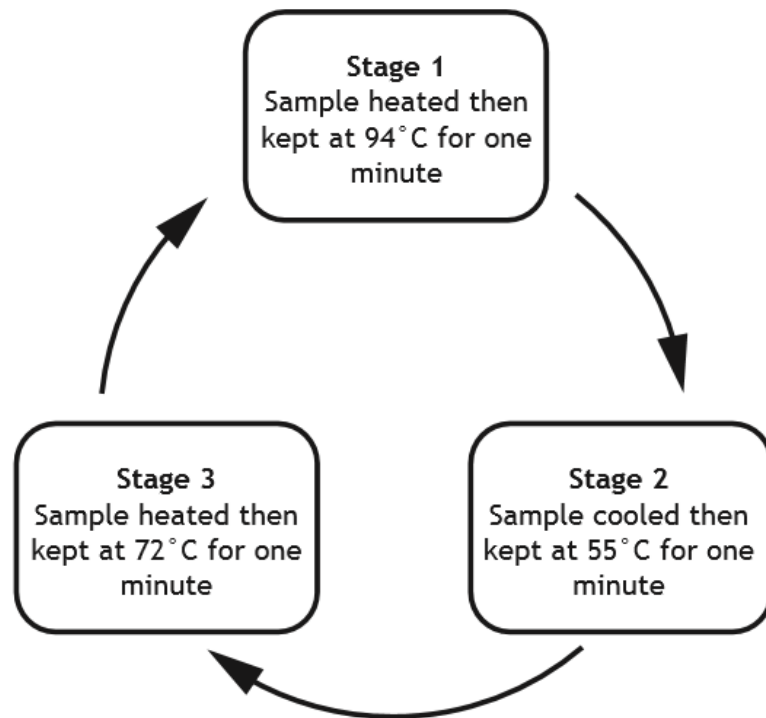 Stage 1
Sample heated then
kept at 94°C for one
minute
Stage 2
Sample cooled then
kept at 55°C for one
minute
Stage 3
Sample heated then
kept at 72°C for one
minute